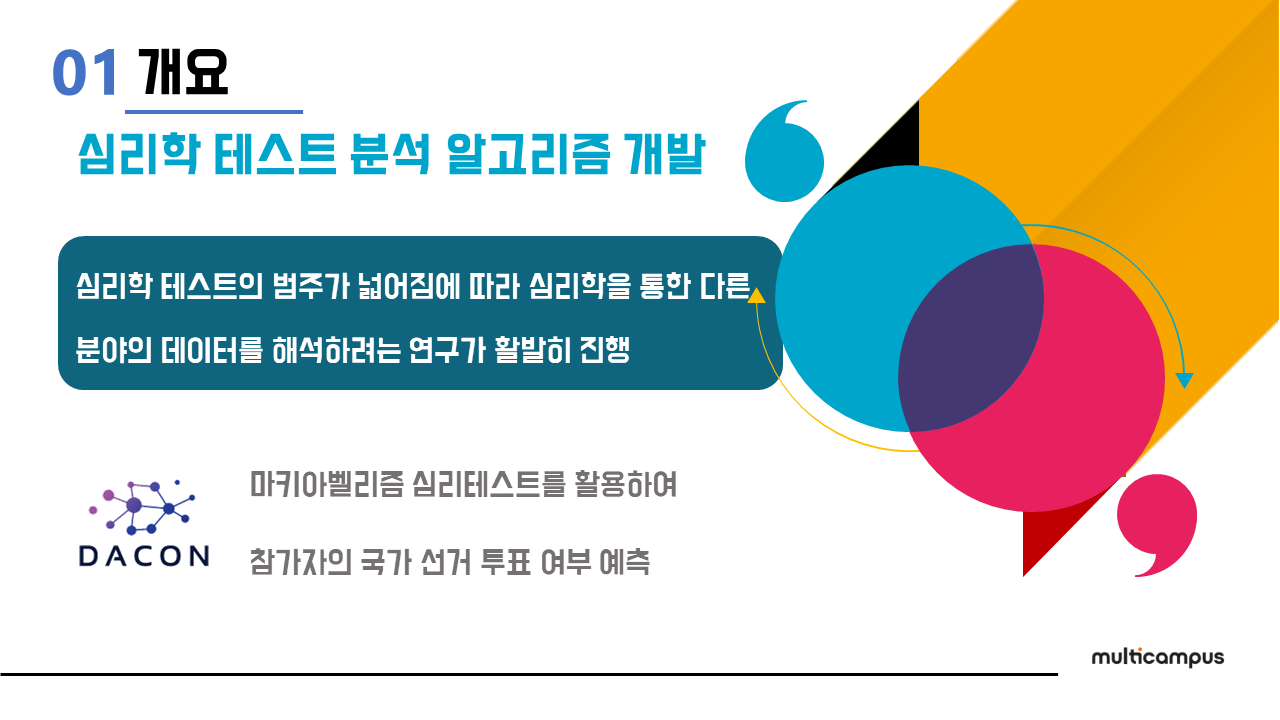 01 개요
심리학 테스트 분석 알고리즘 개발
심리학 테스트의 범주가 넓어짐에 따라 심리학을 통한 다른
분야의 데이터를 해석하려는 연구가 활발히 진행
마키아벨리즘 심리테스트를 활용하여
참가자의 국가 선거 투표 여부 예측
DACON
multicampus